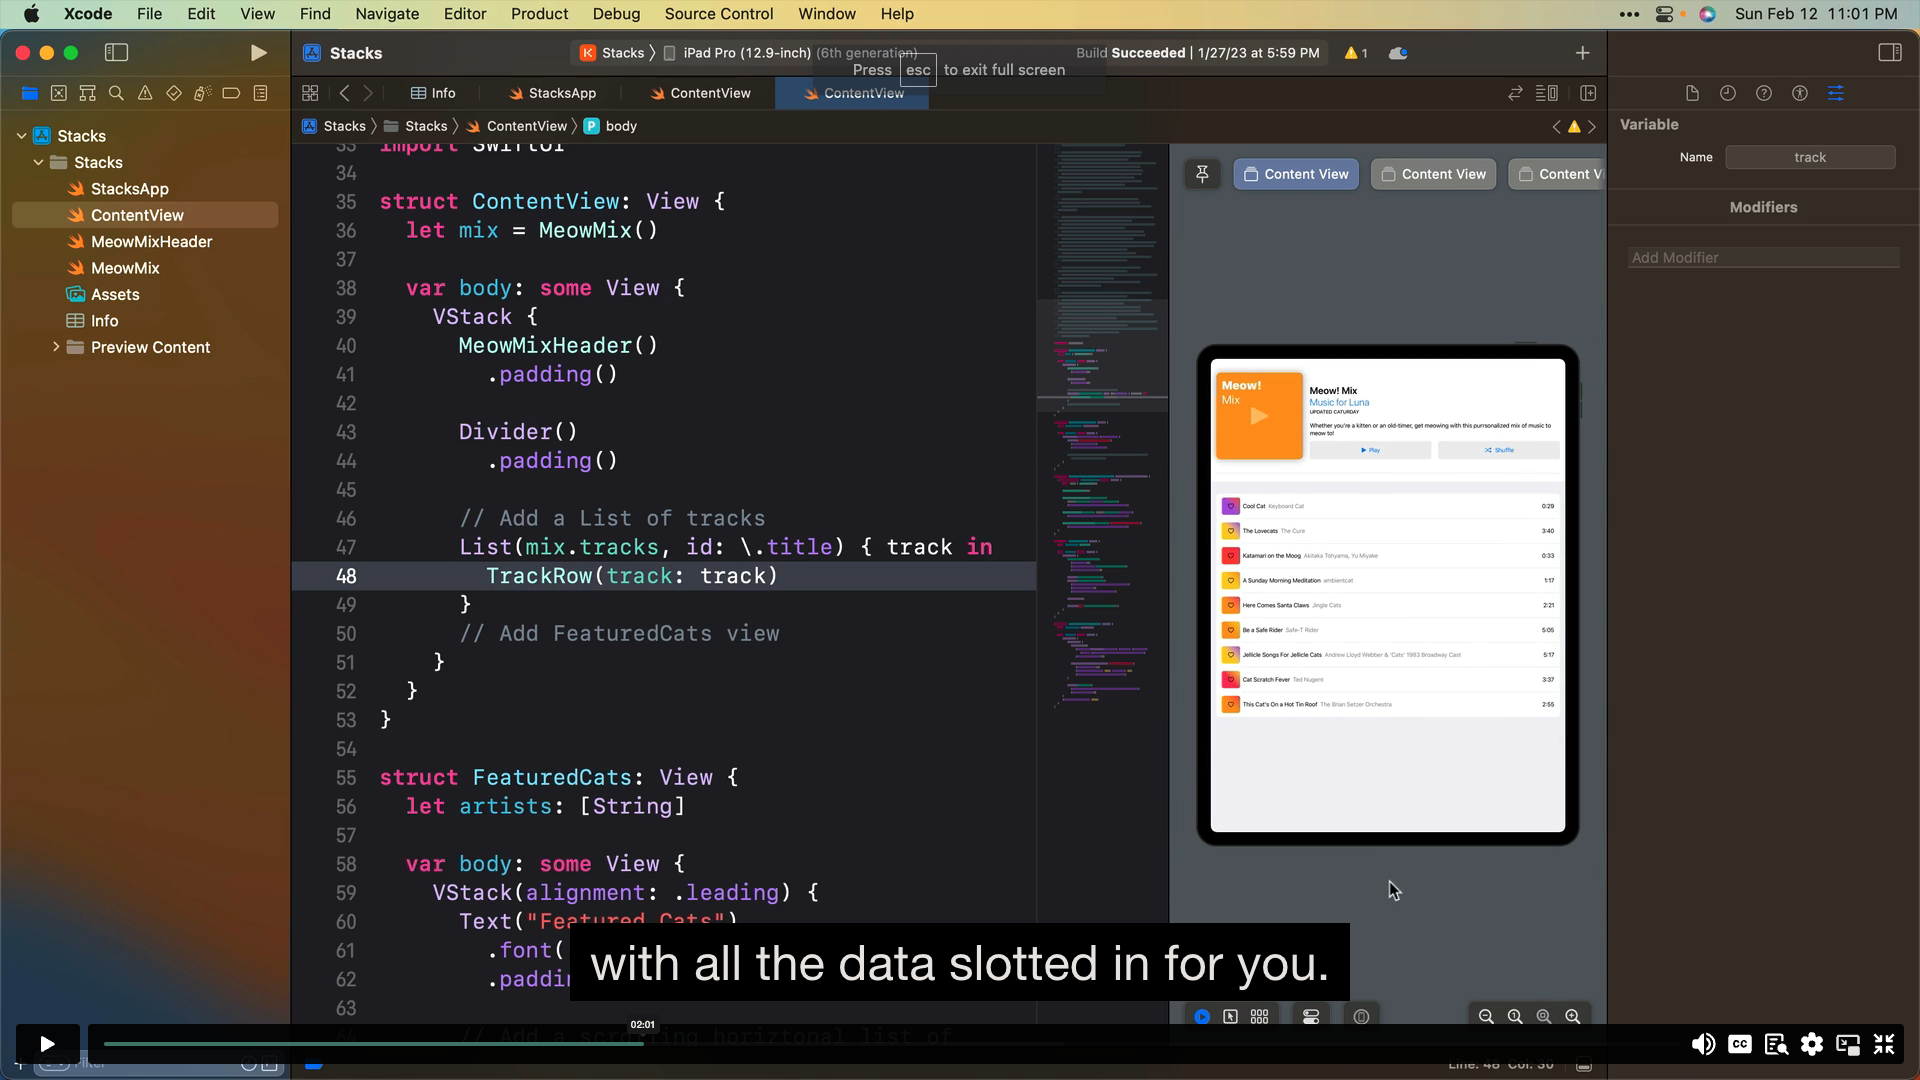 Xcode File Edit View Find Navigate Editor Product Debug Source Control Window Help
Sun Feb 12 11:01 PM
Stacks
Stacks
iPad Pro (12.9-inch) (6th generation)
Build Succeeded | 1/27/23 at 5:59 PM
1
Press esc to exit full screen
Info
StacksApp
ContentView
ContentView
Stacks
Stacks
ContentView
P body
Stacks
Stacks
StacksApp
ContentView
MeowMixHeader
MeowMix
Assets
Info
Preview Content
33 import SwiftUI
34
35 struct ContentView: View {
36 let mix = MeowMix()
37
38 var body: some View {
39 VStack {
40 MeowMixHeader()
41 .padding()
42
43 Divider()
44 .padding()
45
46 // Add a List of tracks
47 List(mix.tracks, id: \.title) { track in
48 TrackRow(track: track)
49 }
50 // Add FeaturedCats view
51 }
52 }
53 }
54
55 struct FeaturedCats: View {
56 let artists: [String]
57
58 var body: some View {
59 VStack(alignment: .leading) {
60 Text("Featured Cats")
61 .font(
62 .paddin
63
64 // Add a scrolling horiztonal list of
Content View
Content View
Content V
Meow!
Mix
Meow! Mix
Music for Luna
UPDATED CATURDAY
Whether you're a kitten or an old-timer, get meowing with this purrsonalized mix of music to
meow to!
Play
Shuffle
Cool Cat Keyboard Cat 0:29
The Lovecats The Cure 3:40
Katamari on the Moog Akitaka Tohyama, Yu Miyake 0:33
A Sunday Morning Meditation ambientcat 1:17
Here Comes Santa Claws Jingle Cats 2:21
Be a Safe Rider Safe-T Rider 5:05
Jellicle Songs For Jellicle Cats Andrew Lloyd Webber & 'Cats' 1983 Broadway Cast 5:17
Cat Scratch Fever Ted Nugent 3:37
This Cat's On a Hot Tin Roof The Brian Setzer Orchestra 2:55
Variable
Name track
Modifiers
Add Modifier
with all the data slotted in for you.
02:01
Filter
Line: 48 Col: 30
CC